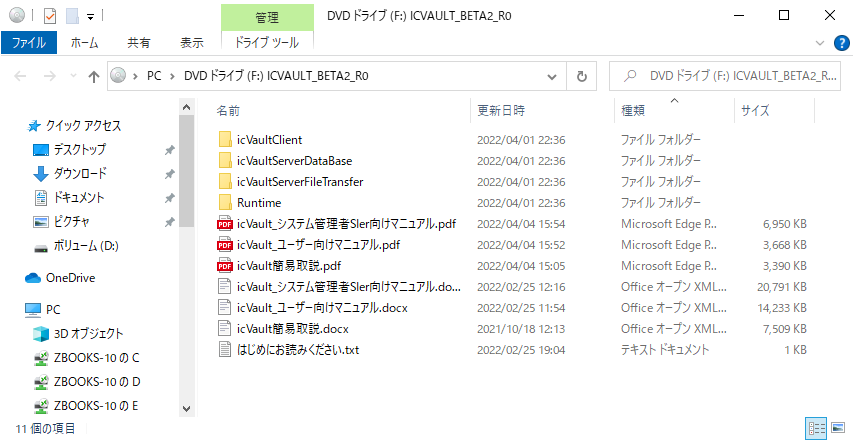 管理
DVD ドライブ (F:) ICVAULT_BETA2_R0
ファイル ホーム 共有 表示 ドライブ ツール
PC DVD ドライブ (F:) ICVAULT_BETA2_R0
DVD ドライブ (F:) ICVAULT_BETA2_R...
クイック アクセス
デスクトップ
ダウンロード
ドキュメント
ピクチャ
ボリューム (D:)
OneDrive
PC
3D オブジェクト
ZBOOKS-10 の C
ZBOOKS-10 の D
ZBOOKS-10 の E
名前 更新日時 種類 サイズ
icVaultClient 2022/04/01 22:36 ファイル フォルダー
icVaultServerDataBase 2022/04/01 22:36 ファイル フォルダー
icVaultServerFileTransfer 2022/04/01 22:36 ファイル フォルダー
Runtime 2022/04/01 22:36 ファイル フォルダー
icVault_システム管理者SIer向けマニュアル.pdf 2022/04/04 15:54 Microsoft Edge P... 6,950 KB
icVault_ユーザー向けマニュアル.pdf 2022/04/04 15:52 Microsoft Edge P... 3,668 KB
icVault簡易取説.pdf 2022/04/04 15:05 Microsoft Edge P... 3,390 KB
icVault_システム管理者SIer向けマニュアル.do... 2022/02/25 12:16 Office オープン XML... 20,791 KB
icVault_ユーザー向けマニュアル.docx 2022/02/25 11:54 Office オープン XML... 14,233 KB
icVault簡易取説.docx 2021/10/18 12:13 Office オープン XML... 7,509 KB
はじめにお読みください.txt 2022/02/25 19:04 テキスト ドキュメント 1 KB
11 個の項目